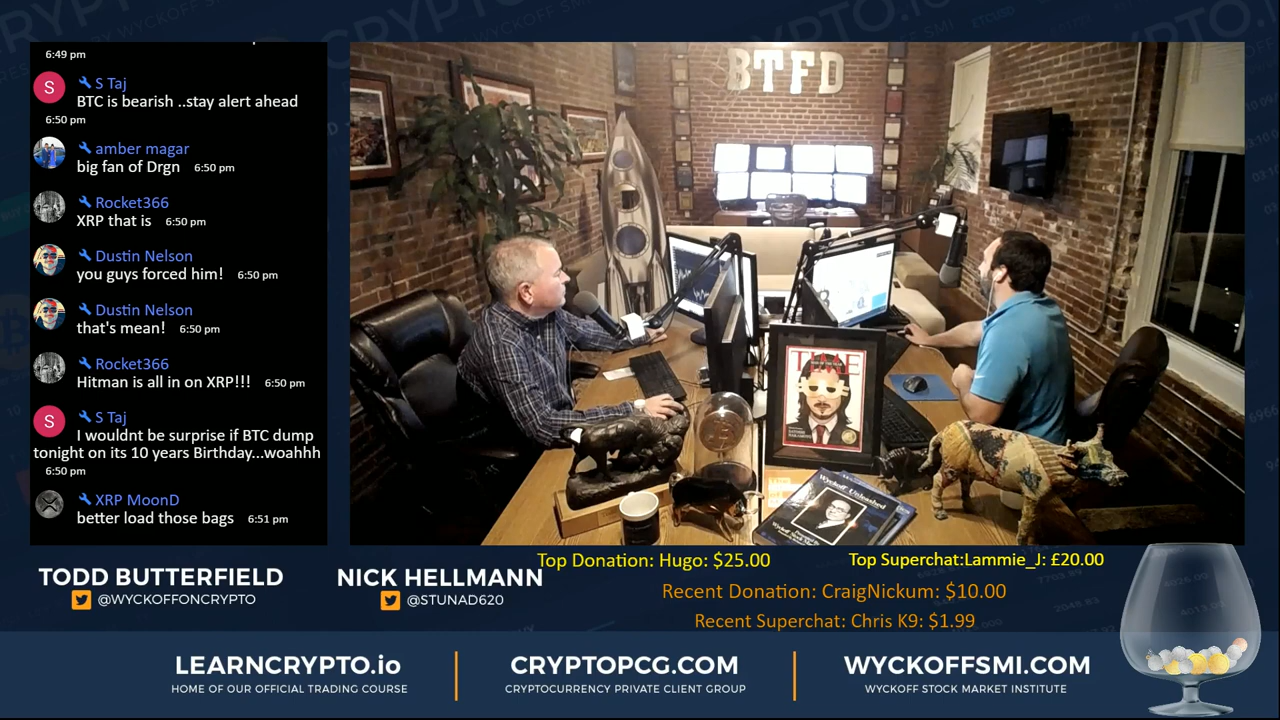 6:49 pm
S
S Taj
BTC is bearish ..stay alert ahead
6:50 pm
amber magar
big fan of Drgn 6:50 pm
Rocket366
XRP that is 6:50 pm
Dustin Nelson
you guys forced him! 6:50 pm
Dustin Nelson
that's mean! 6:50 pm
Rocket366
Hitman is all in on XRP!!! 6:50 pm
S
S Taj
I wouldnt be surprise if BTC dump
tonight on its 10 years Birthday...woahhh
6:50 pm
XRP MoonD
better load those bags 6:51 pm
BTFD
TIME
Wyckoff Unleashed
TODD BUTTERFIELD
@WYCKOFFONCRYPTO
NICK HELLMANN
@STUNAD620
Top Donation: Hugo: $25.00
Top Superchat:Lammie_J: £20.00
Recent Donation: CraigNickum: $10.00
Recent Superchat: Chris K9: $1.99
LEARNCRYPTO.io
HOME OF OUR OFFICIAL TRADING COURSE
CRYPTOPCG.COM
CRYPTOCURRENCY PRIVATE CLIENT GROUP
WYCKOFFSMI.COM
WYCKOFF STOCK MARKET INSTITUTE